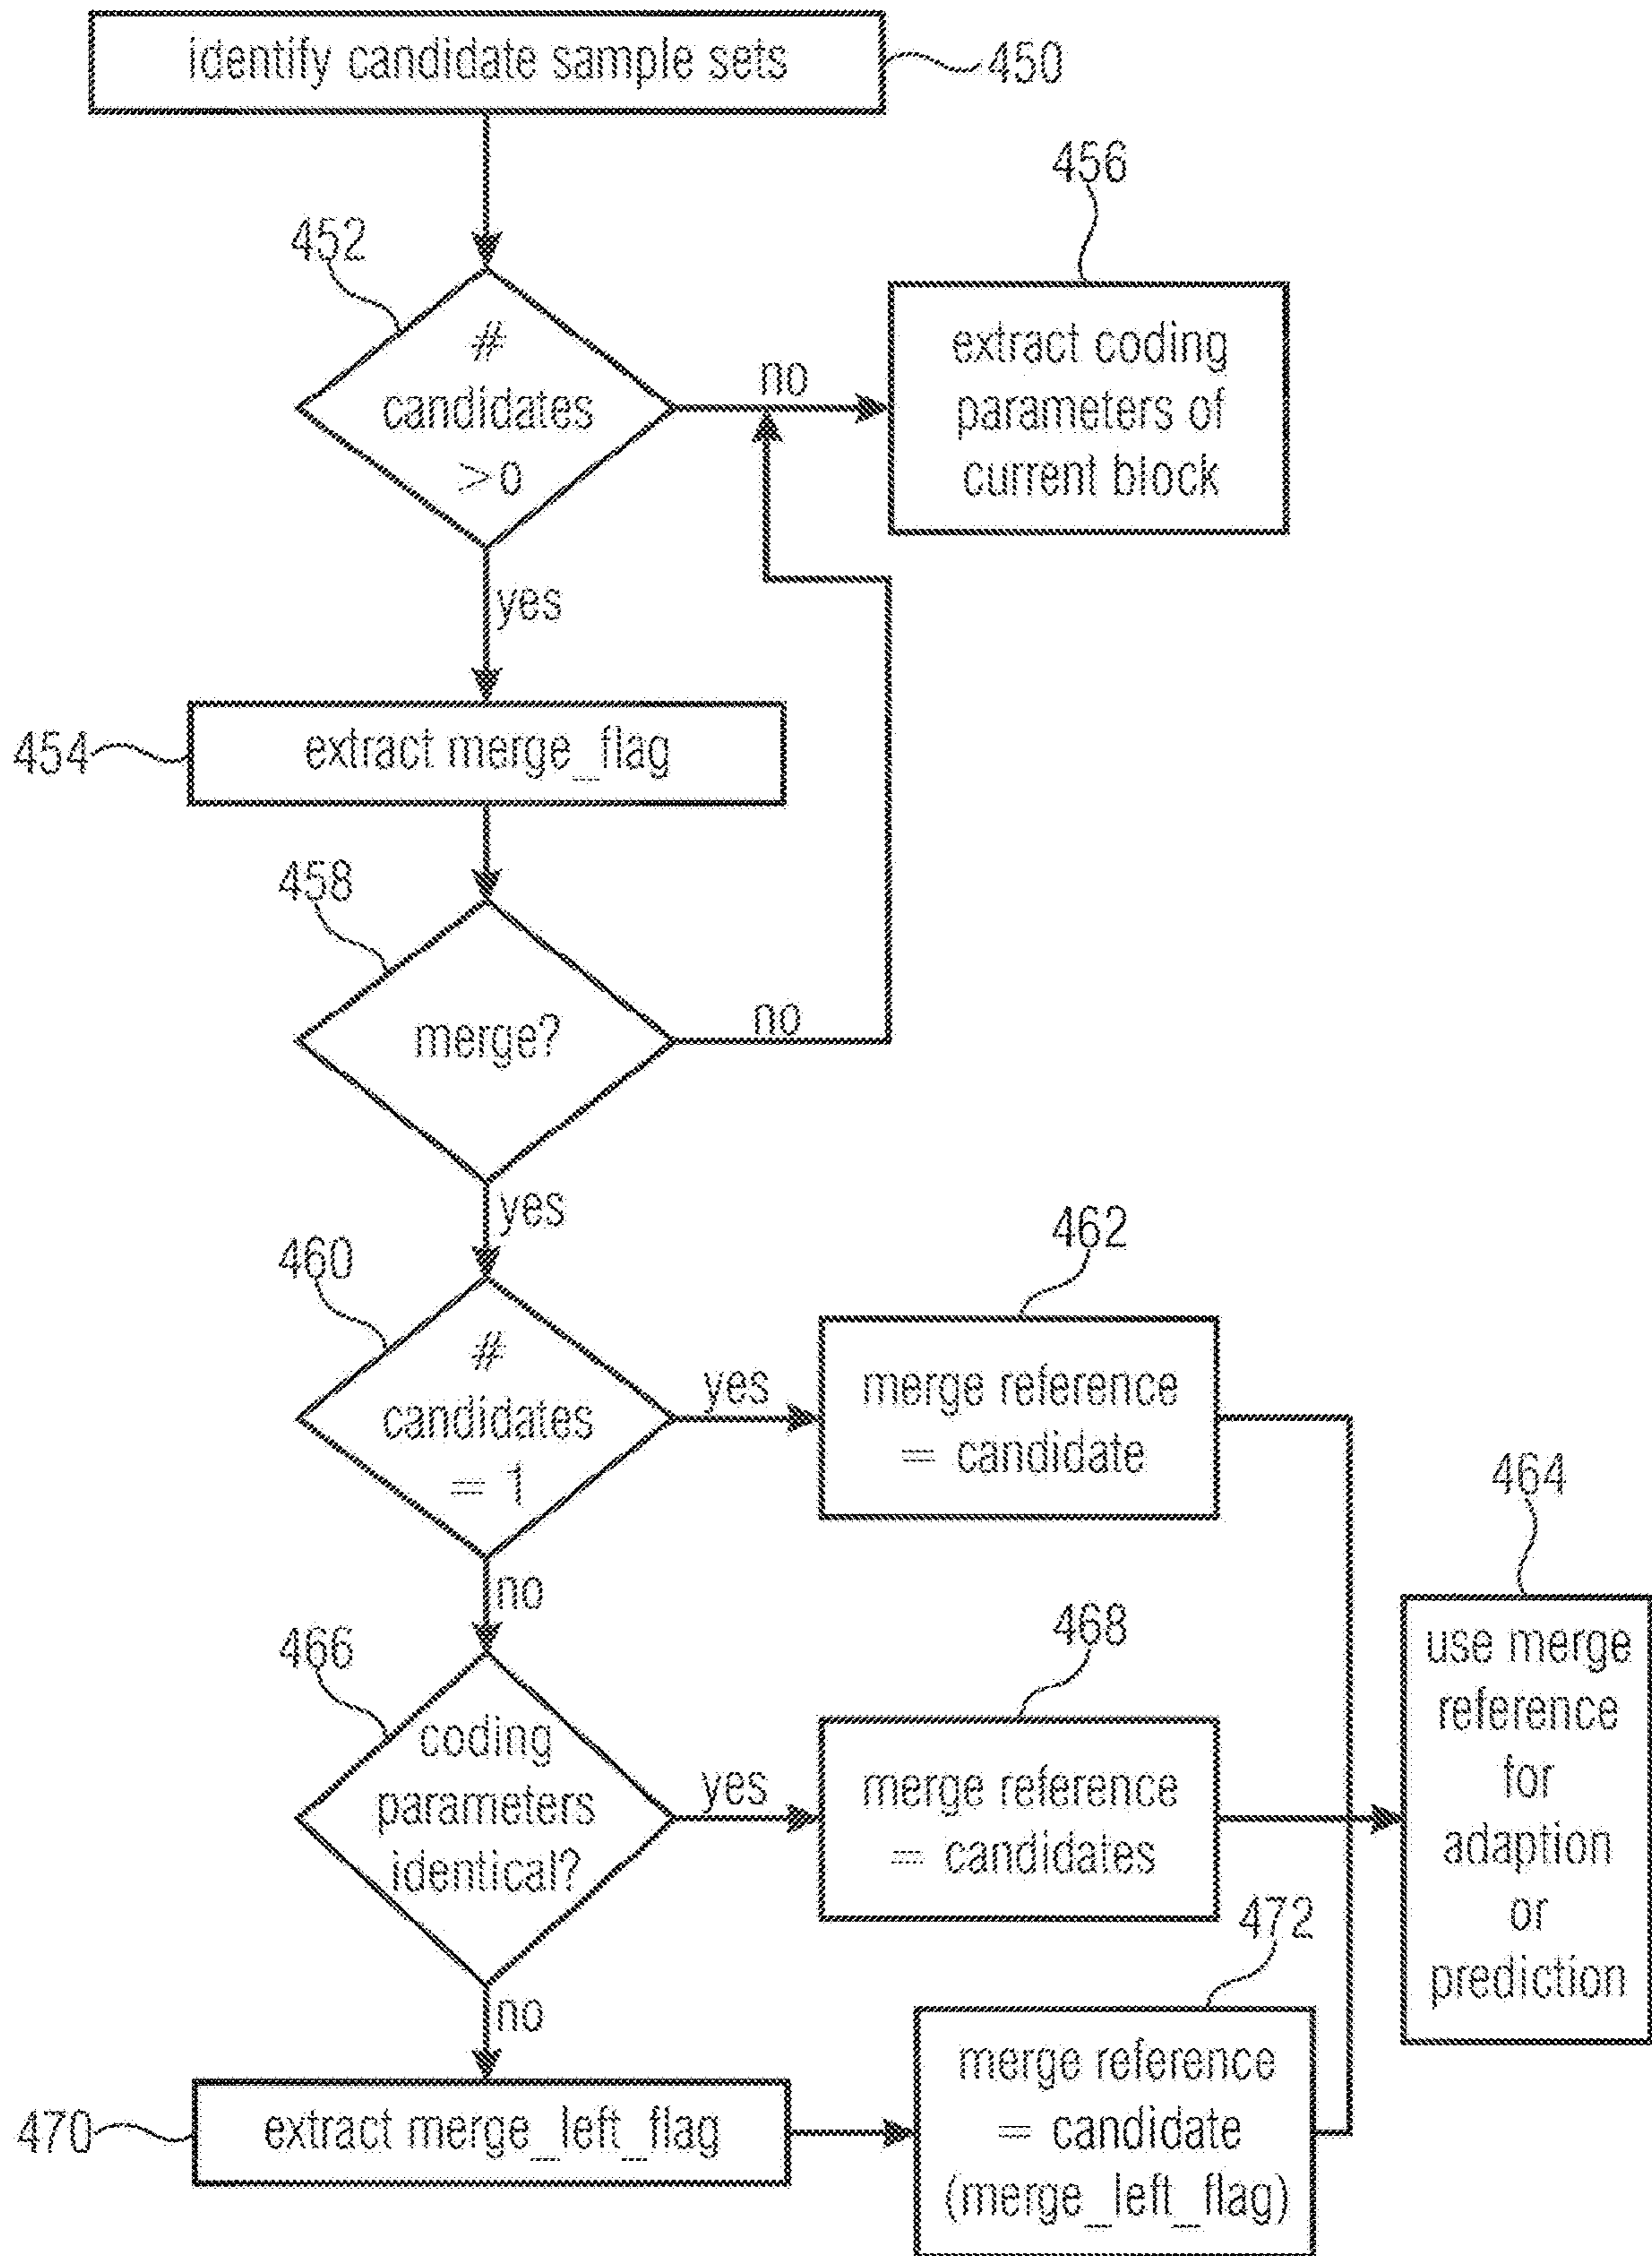 identify candidate sample sets
450
456
452
#
candidates
>0
no
extract coding
parameters of
current block
yes
454
extract merge_flag
458
merge?
no
yes
460
462
#
candidates
= 1
yes
merge reference
= candidate
464
no
466
468
coding
parameters
identical?
yes
merge reference
= candidates
use merge
reference
for
adaption
or
prediction
472
no
470
extract merge_left_flag
merge reference
= candidate
(merge_left_flag)